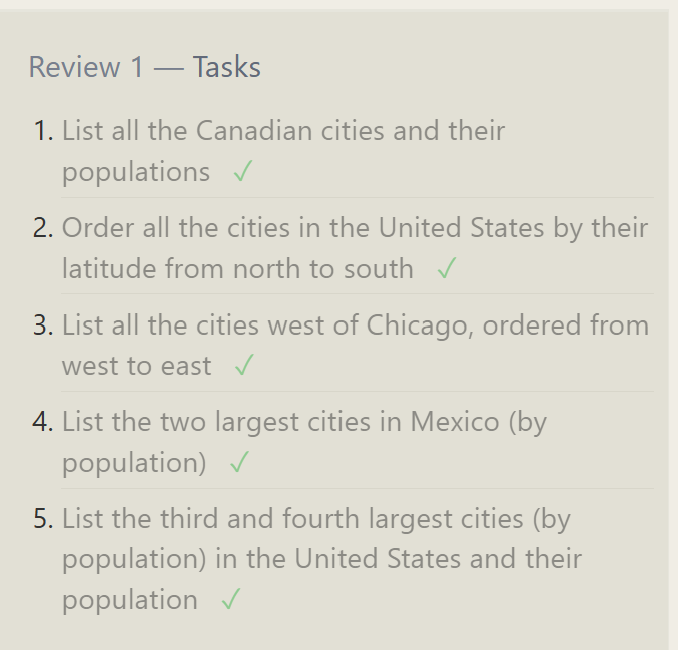 Review 1 — Tasks
1. List all the Canadian cities and their
populations ✓
2. Order all the cities in the United States by their
latitude from north to south ✓
3. List all the cities west of Chicago, ordered from
west to east ✓
4. List the two largest cities in Mexico (by
population) ✓
5. List the third and fourth largest cities (by
population) in the United States and their
population ✓